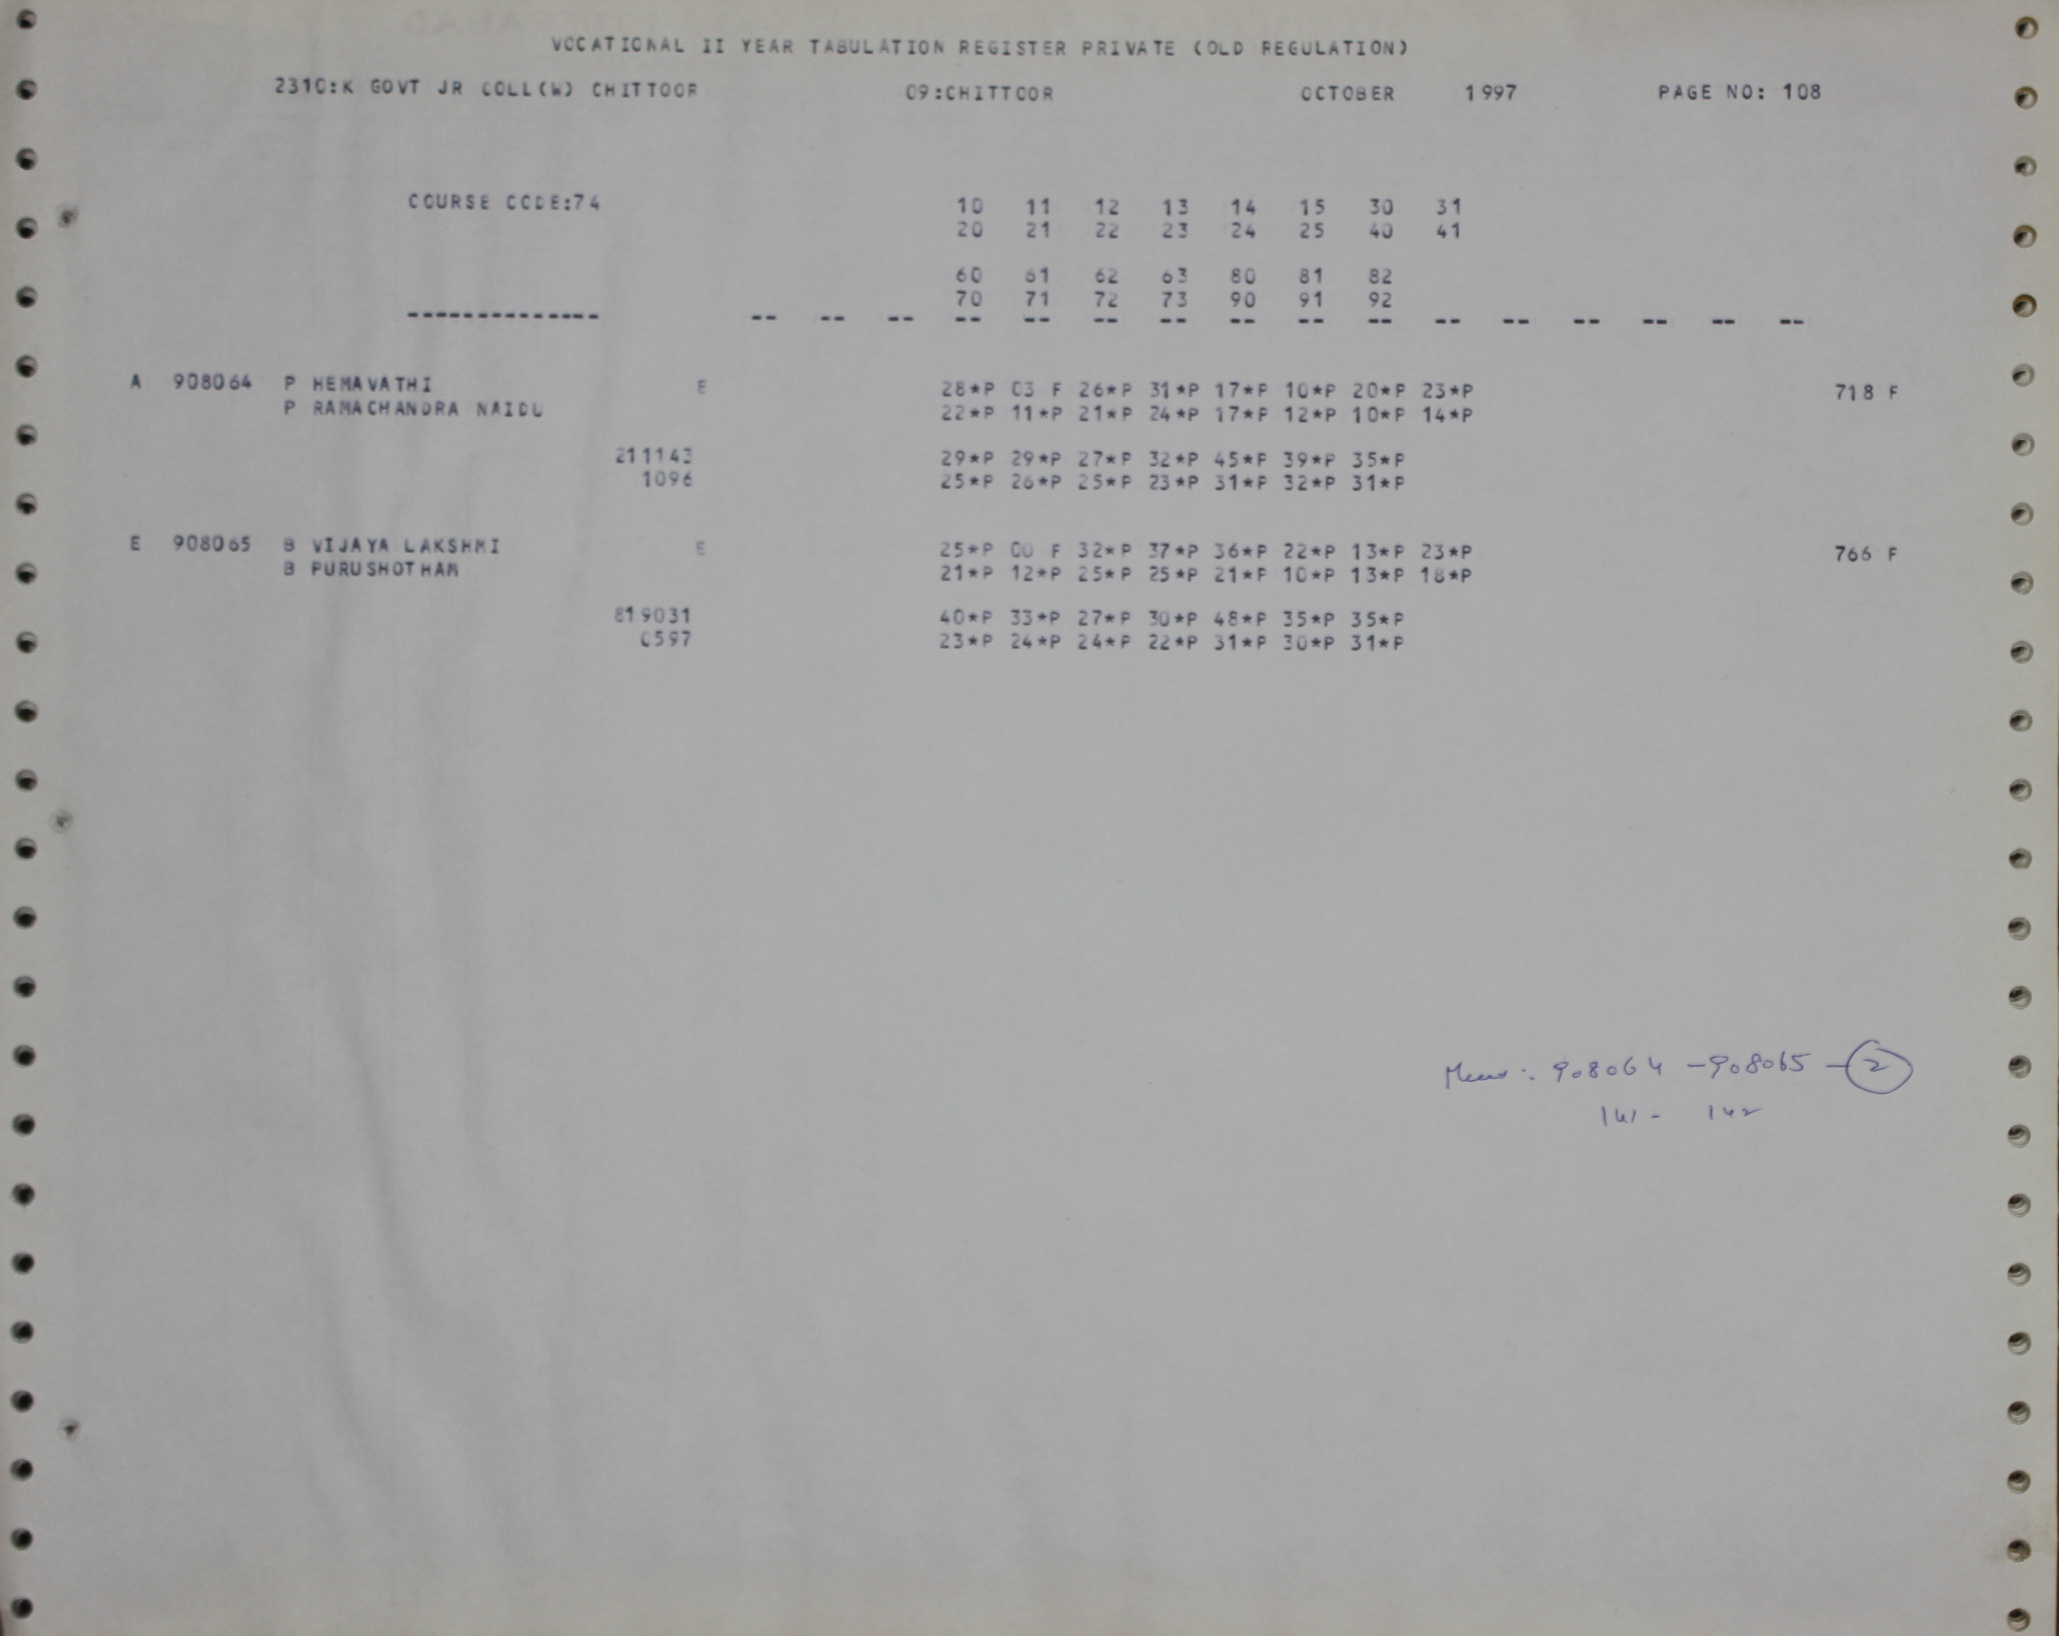 VOCATIONAL II YEAR TABULATION REGISTER PRIVATE (OLD REGULATION)
2310:K GOVT JR COLL(W) CHITTOOR 09:CHITTOOR OCTOBER 1997 PAGE NO: 108
COURSE CODE:74 10 11 12 13 14 15 30 31
20 21 22 23 24 25 40 41
60 61 62 63 80 81 82
70 71 72 73 90 91 92
-------------- -- -- -- -- -- -- -- -- -- -- -- -- -- -- -- --
A 908064 P HEMAVATHI E 28*P 03 F 26*P 31*P 17*P 10*P 20*P 23*P 718 F
P RAMACHANDRA NAIDU 22*P 11*P 21*P 24*P 17*P 12*P 10*P 14*P
211143 29*P 29*P 27*P 32*P 45*P 39*P 35*P
1096 25*P 26*P 25*P 23*P 31*P 32*P 31*P
E 908065 B VIJAYA LAKSHMI E 25*P 00 F 32*P 37*P 36*P 22*P 13*P 23*P 766 F
B PURUSHOTHAM 21*P 12*P 25*P 25*P 21*P 10*P 13*P 18*P
819031 40*P 33*P 27*P 30*P 48*P 35*P 35*P
0597 23*P 24*P 24*P 22*P 31*P 30*P 31*P
: 908064 - 908065 - 2
141 - 142